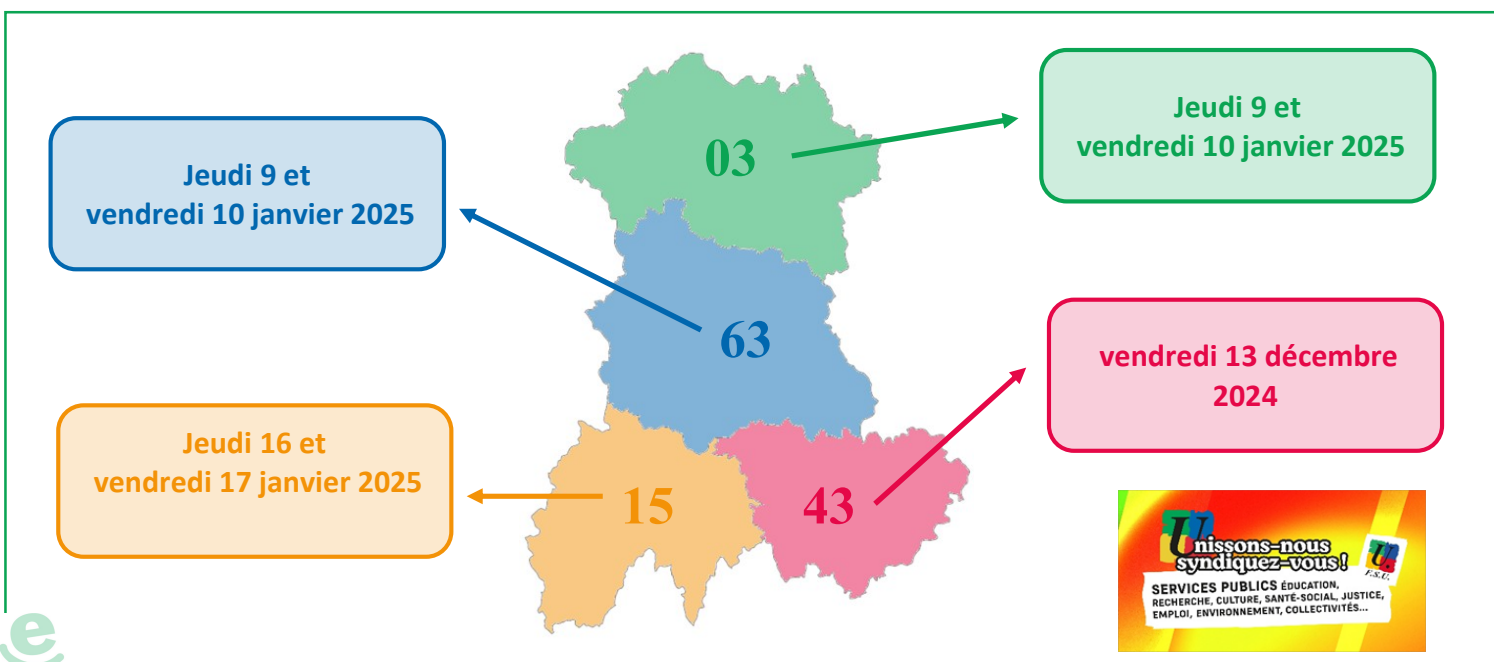 Jeudi 9 et
vendredi 10 janvier 2025
03
Jeudi 9 et
vendredi 10 janvier 2025
63
vendredi 13 décembre
2024
Jeudi 16 et
vendredi 17 janvier 2025
15
43
Unissons-nous
syndiquez-vous !
U.
F.S.U.
SERVICES PUBLICS ÉDUCATION,
RECHERCHE, CULTURE, SANTÉ-SOCIAL, JUSTICE,
EMPLOI, ENVIRONNEMENT, COLLECTIVITÉS...
e